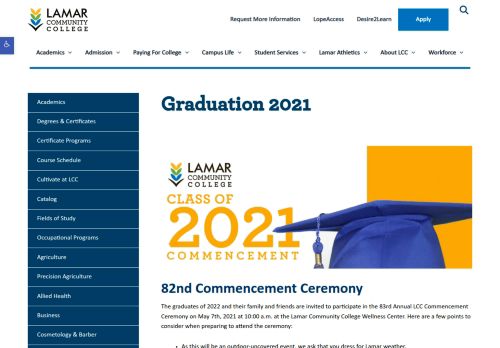 LAMAR
COMMUNITY
COLLEGE
Request More Information
LopeAccess
Desire2Learn
Apply
Academics
Admission
Paying For College
Campus Life
Student Services
Lamar Athletics
About LCC
Workforce
Academics
Degrees & Certificates
Certificate Programs
Course Schedule
Cultivate at LCC
Catalog
Fields of Study
Occupational Programs
Agriculture
Precision Agriculture
Allied Health
Business
Cosmetology & Barber
Graduation 2021
LAMAR
COMMUNITY
COLLEGE
CLASS OF
2021
COMMENCEMENT
82nd Commencement Ceremony
The graduates of 2022 and their family and friends are invited to participate in the 83rd Annual LCC Commencement
Ceremony on May 7th, 2021 at 10:00 a.m. at the Lamar Community College Wellness Center. Here are a few points to
consider when preparing to attend the ceremony:
As this will be an outdoor-uncovered event, we ask that you dress for Lamar weather.